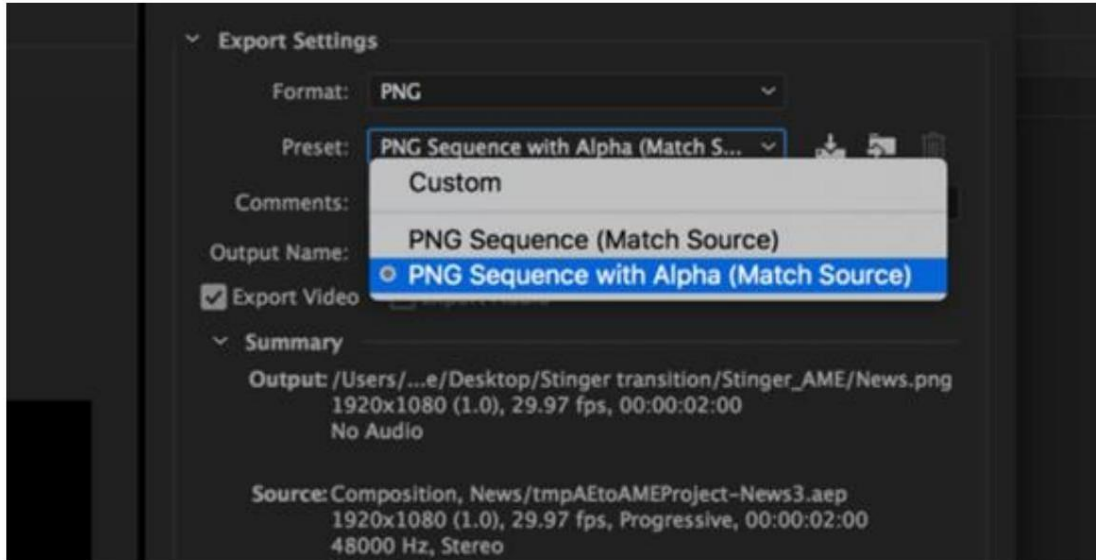 Export Settings
Format: PNG
Preset: PNG Sequence with Alpha (Match S...
Custom
Comments:
PNG Sequence (Match Source)
Output Name:
PNG Sequence with Alpha (Match Source)
Export Video
Summary
Output: /Users/...e/Desktop/Stinger transition/Stinger_AME/News.png
1920x1080 (1.0), 29.97 fps, 00:00:02:00
No Audio
Source: Composition, News/tmpAEtoAMEProject-News3.aep
1920x1080 (1.0), 29.97 fps, Progressive, 00:00:02:00
48000 Hz, Stereo